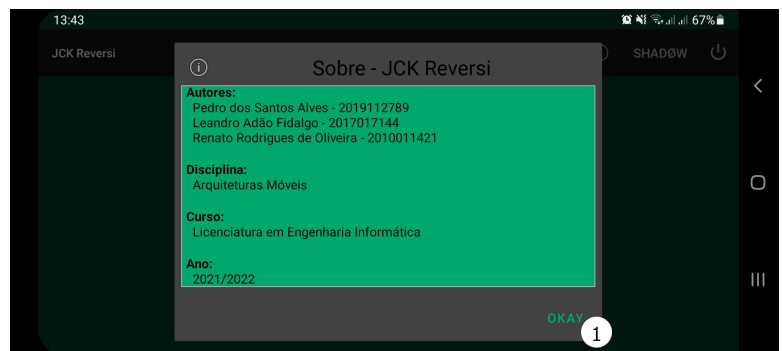 13:43
67%
JCK Reversi
SHADØW
Sobre - JCK Reversi
Autores:
Pedro dos Santos Alves - 2019112789
Leandro Adão Fidalgo - 2017017144
Renato Rodrigues de Oliveira - 2010011421
Disciplina:
Arquiteturas Móveis
Curso:
Licenciatura em Engenharia Informática
Ano:
2021/2022
OKAY
1